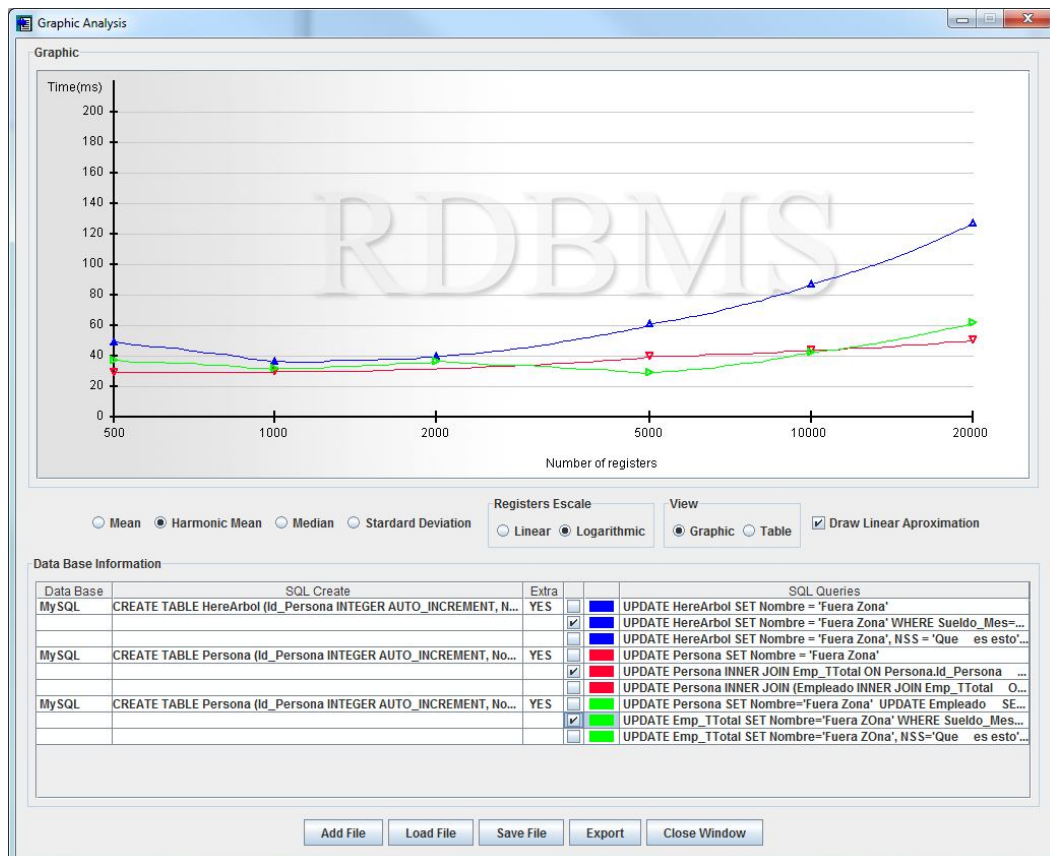 Graphic Analysis
Graphic
Time(ms)
200
180
160
140
120
100
80
60
40
20
0
RDBMS
500 1000 2000 5000 10000 20000
Number of registers
Mean Harmonic Mean Median Stardard Deviation
Registers Escale
Linear Logarithmic
View
Graphic Table
Draw Linear Aproximation
Data Base Information
Data Base SQL Create Extra SQL Queries
MySQL CREATE TABLE HereArbol (Id_Persona INTEGER AUTO_INCREMENT, N... YES UPDATE HereArbol SET Nombre = 'Fuera Zona'
UPDATE HereArbol SET Nombre = 'Fuera Zona' WHERE Sueldo_Mes=...
UPDATE HereArbol SET Nombre = 'Fuera Zona', NSS = 'Que es esto'...
MySQL CREATE TABLE Persona (Id_Persona INTEGER AUTO_INCREMENT, No... YES UPDATE Persona SET Nombre = 'Fuera Zona'
UPDATE Persona INNER JOIN Emp_TTotal ON Persona.Id_Persona ...
UPDATE Persona INNER JOIN (Empleado INNER JOIN Emp_TTotal O...
MySQL CREATE TABLE Persona (Id_Persona INTEGER AUTO_INCREMENT, No... YES UPDATE Persona SET Nombre='Fuera Zona' UPDATE Empleado SE...
UPDATE Emp_TTotal SET Nombre='Fuera ZOna' WHERE Sueldo_Mes...
UPDATE Emp_TTotal SET Nombre='Fuera ZOna', NSS='Que es esto'...
Add File Load File Save File Export Close Window